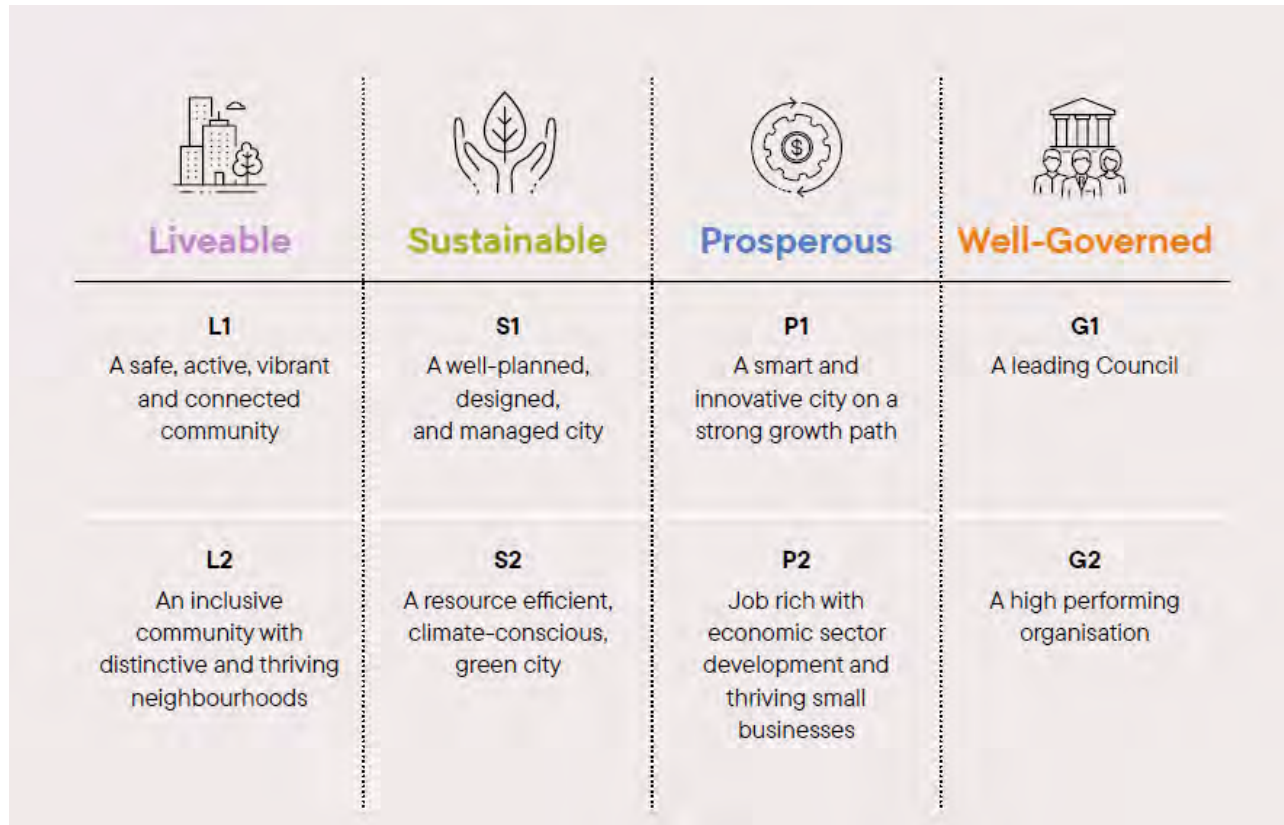 Liveable
Sustainable
Prosperous
Well-Governed
L1
A safe, active, vibrant
and connected
community
S1
A well-planned,
designed,
and managed city
P1
A smart and
innovative city on a
strong growth path
G1
A leading Council
L2
An inclusive
community with
distinctive and thriving
neighbourhoods
S2
A resource efficient,
climate-conscious,
green city
P2
Job rich with
economic sector
development and
thriving small
businesses
G2
A high performing
organisation